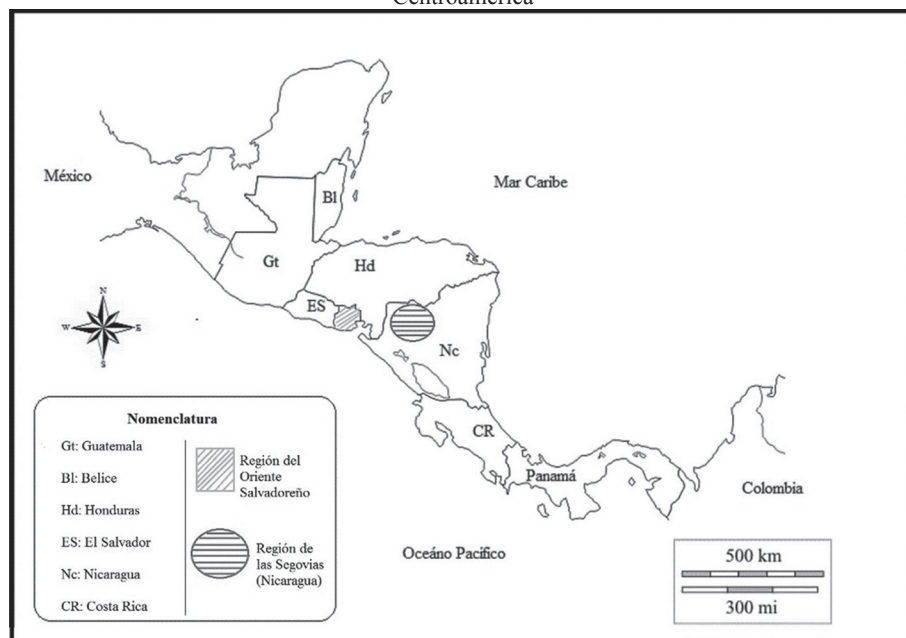 Centroamérica
México
Mar Caribe
Bl
Gt
Hd
ES
Nc
CR
Panamá
Colombia
Oceáno Pacífico
N
W
E
S
Nomenclatura
Gt: Guatemala
Bl: Belice
Hd: Honduras
ES: El Salvador
Nc: Nicaragua
CR: Costa Rica
Región del
Oriente
Salvadoreño
Región de
las Segovias
(Nicaragua)
500 km
300 mi